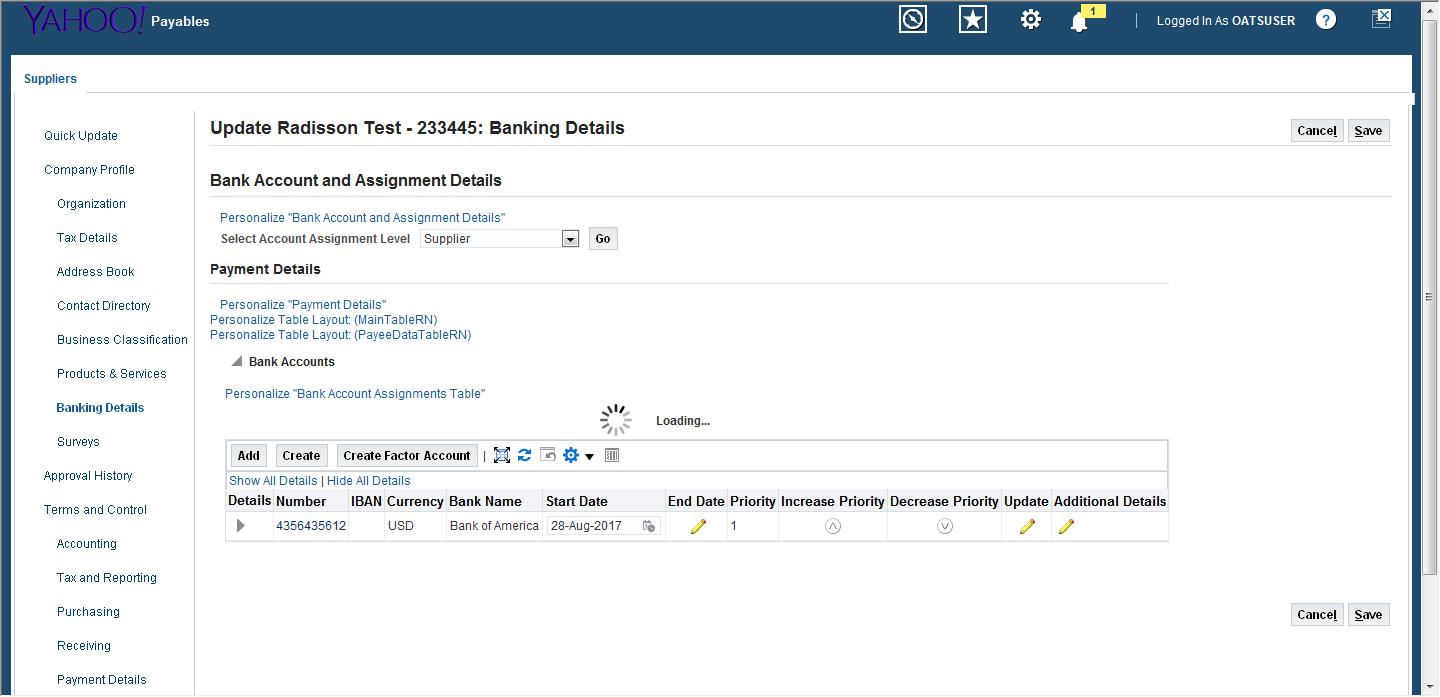 YAHOO! Payables
1
Logged In As OATSUSER
?
Suppliers
Quick Update
Company Profile
Organization
Tax Details
Address Book
Contact Directory
Business Classification
Products & Services
Banking Details
Surveys
Approval History
Terms and Control
Accounting
Tax and Reporting
Purchasing
Receiving
Payment Details
Update Radisson Test - 233445: Banking Details
Cancel Save
Bank Account and Assignment Details
Personalize "Bank Account and Assignment Details"
Select Account Assignment Level Supplier Go
Payment Details
Personalize "Payment Details"
Personalize Table Layout: (MainTableRN)
Personalize Table Layout: (PayeeDataTableRN)
Bank Accounts
Personalize "Bank Account Assignments Table"
Loading...
Add Create Create Factor Account |
Show All Details | Hide All Details
Details Number IBAN Currency Bank Name Start Date End Date Priority Increase Priority Decrease Priority Update Additional Details
4356435612 USD Bank of America 28-Aug-2017 1
Cancel Save